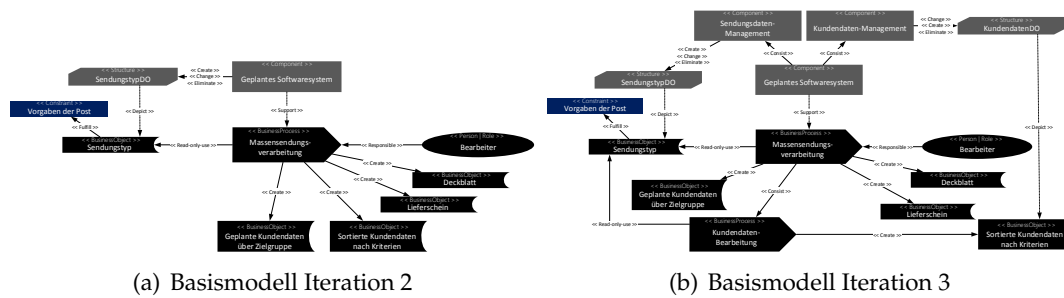 << Structure >>
SendungstypDO
<< Create >>
<< Change >>
<< Eliminate >>
<< Component >>
Geplantes Softwaresystem
<< Constraint >>
Vorgaben der Post
<< Fulfill >>
<< Depict >>
<< Support >>
<< BusinessObject >>
Sendungstyp
<< Read-only-use >>
<< BusinessProcess >>
Massensendungs-
verarbeitung
<< Responsible >>
<< Person | Role >>
Bearbeiter
<< Create >>
<< BusinessObject >>
Deckblatt
<< Create >>
<< BusinessObject >>
Lieferschein
<< Create >>
<< Create >>
<< BusinessObject >>
Geplante Kundendaten
über Zielgruppe
<< BusinessObject >>
Sortierte Kundendaten
nach Kriterien
(a) Basismodell Iteration 2
<< Component >>
Sendungsdaten-
Management
<< Component >>
Kundendaten-Management
<< Change >>
<< Create >>
<< Eliminate >>
<< Structure >>
KundendatenDO
<< Create >>
<< Change >>
<< Eliminate >>
<< Consist >>
<< Consist >>
<< Structure >>
SendungstypDO
<< Component >>
Geplantes Softwaresystem
<< Constraint >>
Vorgaben der Post
<< Fulfill >>
<< Depict >>
<< Support >>
<< Depict >>
<< BusinessObject >>
Sendungstyp
<< Read-only-use >>
<< BusinessProcess >>
Massensendungs-
verarbeitung
<< Responsible >>
<< Person | Role >>
Bearbeiter
<< Create >>
<< Create >>
<< BusinessObject >>
Deckblatt
<< BusinessObject >>
Geplante Kundendaten
über Zielgruppe
<< Consist >>
<< Create >>
<< BusinessObject >>
Lieferschein
<< Read-only-use >>
<< BusinessProcess >>
Kundendaten-
Bearbeitung
<< Create >>
<< BusinessObject >>
Sortierte Kundendaten
nach Kriterien
(b) Basismodell Iteration 3